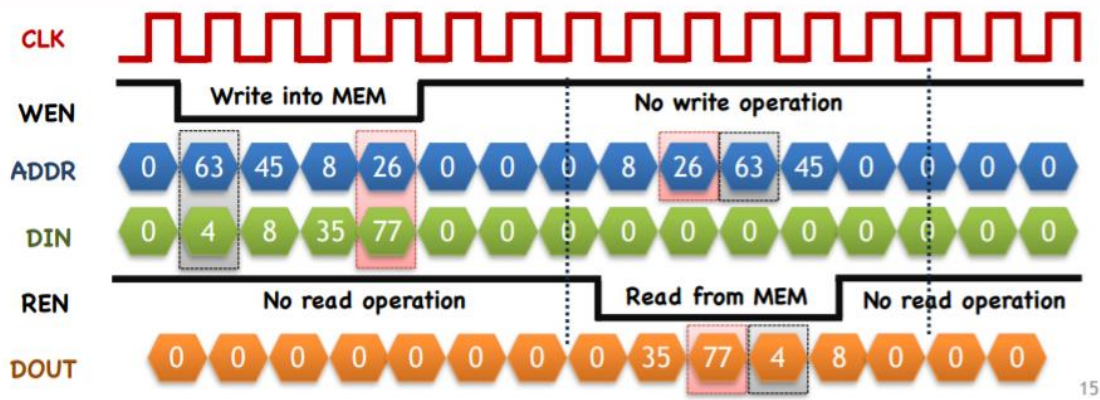 CLK
WEN Write into MEM No write operation
ADDR 0 63 45 8 26 0 0 0 8 26 63 45 0 0 0 0
DIN 0 4 8 35 77 0 0 0 0 0 0 0 0 0 0 0
REN No read operation Read from MEM No read operation
DOUT 0 0 0 0 0 0 0 0 35 77 4 8 0 0 0
15